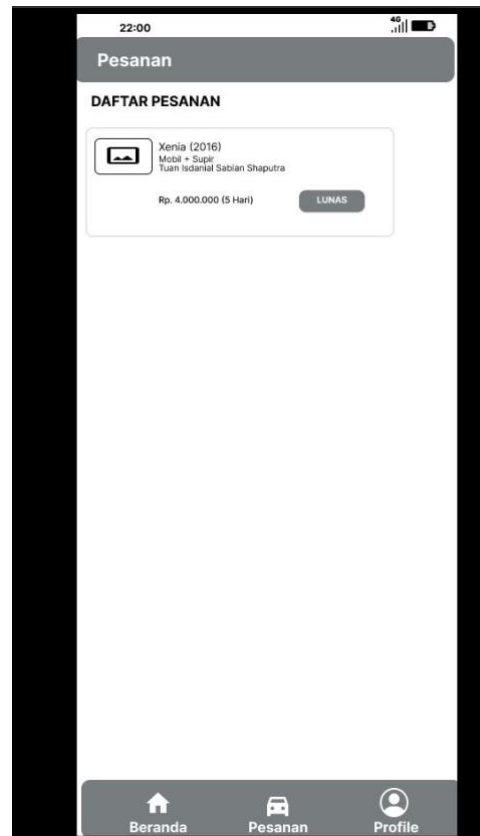 22:00
4G
Pesanan
DAFTAR PESANAN
Xenia (2016)
Mobil + Supir
Tuan Isdanial Sabian Shaputra
Rp. 4.000.000 (5 Hari)
LUNAS
Beranda
Pesanan
Profile